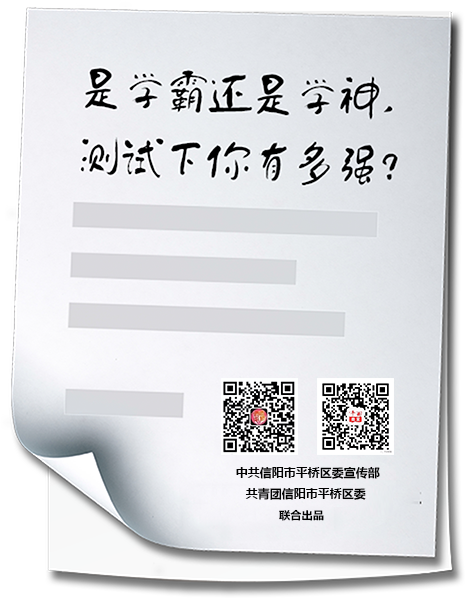 是学霸还是学神，
测试下你有多强？
中共信阳市平桥区委宣传部
共青团信阳市平桥区委
联合出品